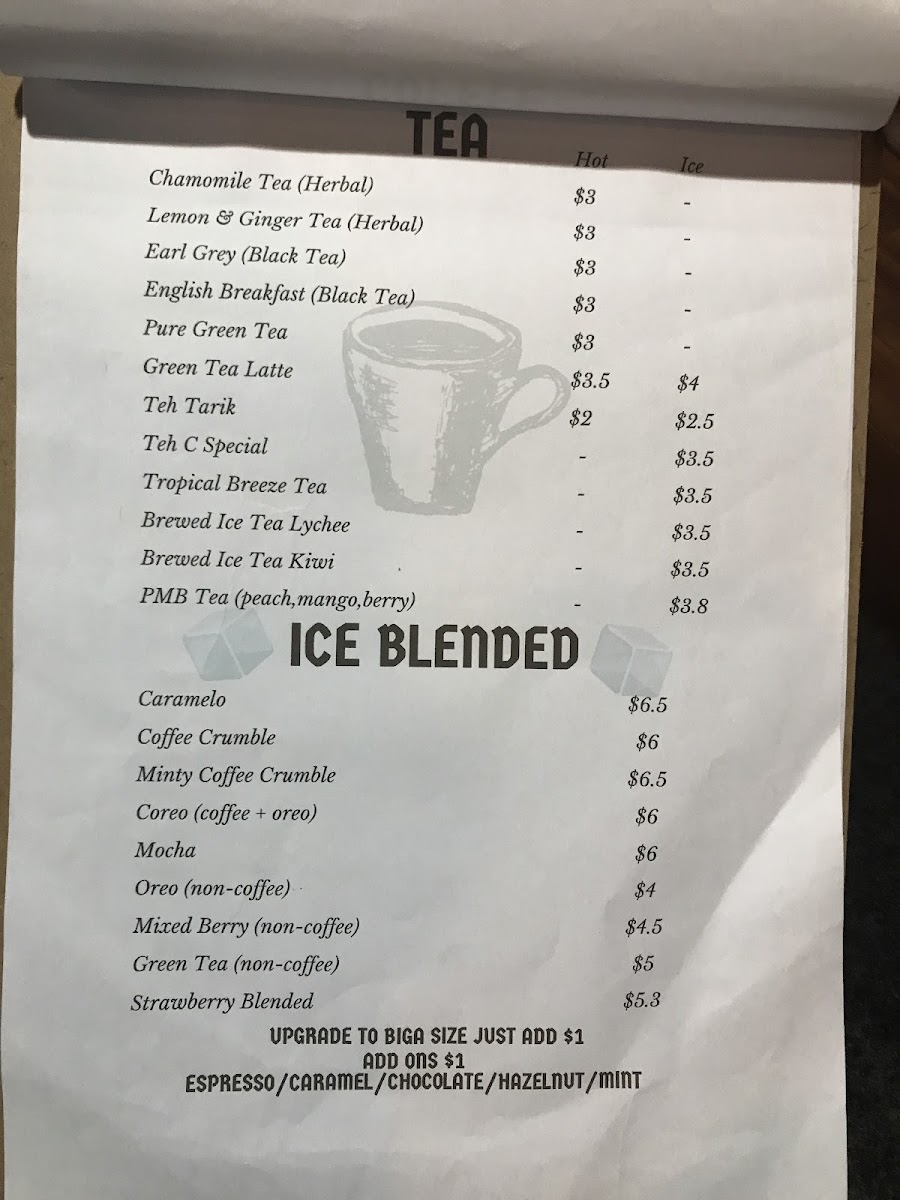 TEA
Hot Ice
Chamomile Tea (Herbal) $3 -
Lemon & Ginger Tea (Herbal) $3 -
Earl Grey (Black Tea) $3 -
English Breakfast (Black Tea) $3 -
Pure Green Tea $3 -
Green Tea Latte $3.5 $4
Teh Tarik $2 $2.5
Teh C Special - $3.5
Tropical Breeze Tea - $3.5
Brewed Ice Tea Lychee - $3.5
Brewed Ice Tea Kiwi - $3.5
PMB Tea (peach,mango,berry) - $3.8
ICE BLENDED
Caramelo $6.5
Coffee Crumble $6
Minty Coffee Crumble $6.5
Coreo (coffee + oreo) $6
Mocha $6
Oreo (non-coffee) $4
Mixed Berry (non-coffee) $4.5
Green Tea (non-coffee) $5
Strawberry Blended $5.3
UPGRADE TO BIGA SIZE JUST ADD $1
ADD ONS $1
ESPRESSO/CARAMEL/CHOCOLATE/HAZELNUT/MINT